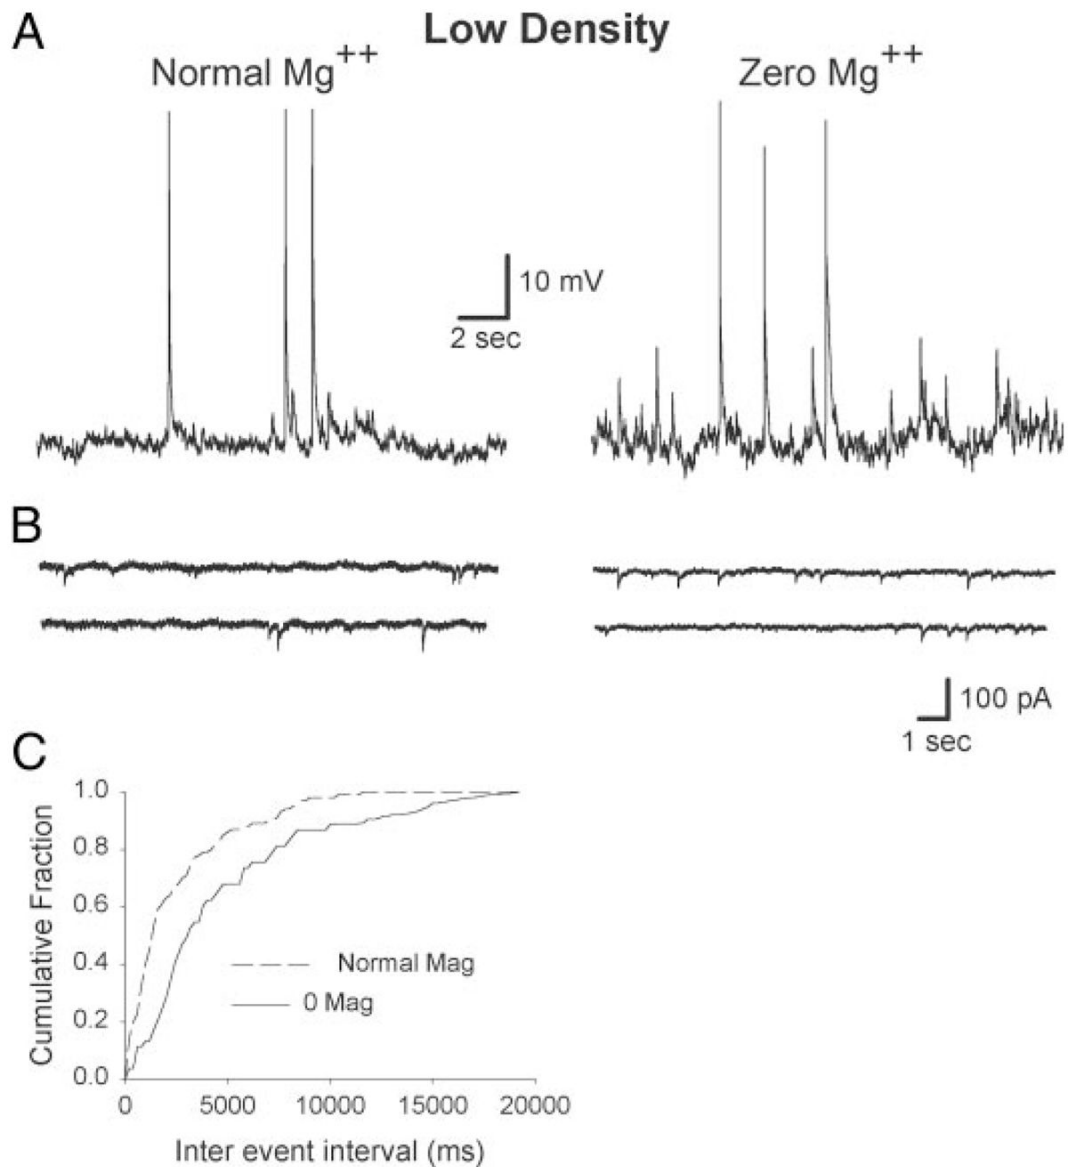 A
Low Density
Normal Mg++
Zero Mg++
10 mV
2 sec
B
100 pA
1 sec
C
1.0
0.8
0.6
0.4
0.2
0.0
Cumulative Fraction
Normal Mag
0 Mag
0 5000 10000 15000 20000
Inter event interval (ms)